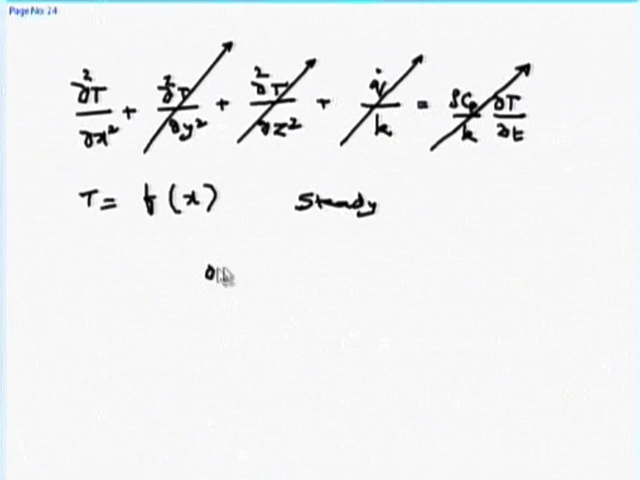 Page No: 24
∂²T/∂x² + ∂²T/∂y² + ∂²T/∂z² + q̇/k = ρCp/k ∂T/∂t
T = f(x) Steady